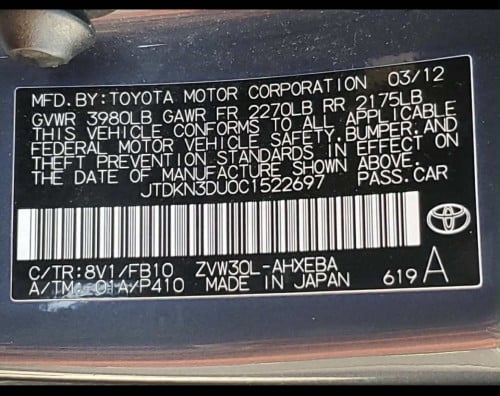 MFD.BY:TOYOTA MOTOR CORPORATION 03/12
GVWR 3980LB GAWR FR 2270LB RR 2175LB
THIS VEHICLE CONFORMS TO ALL APPLICABLE
FEDERAL MOTOR VEHICLE SAFETY,BUMPER,AND
THEFT PREVENTION STANDARDS IN EFFECT ON
THE DATE OF MANUFACTURE SHOWN ABOVE.
JTDKN3DU0C1522697 PASS.CAR
C/TR:8V1/FB10 ZVW30L-AHXEBA
A/TM: -01A/P410 MADE IN JAPAN 619 A